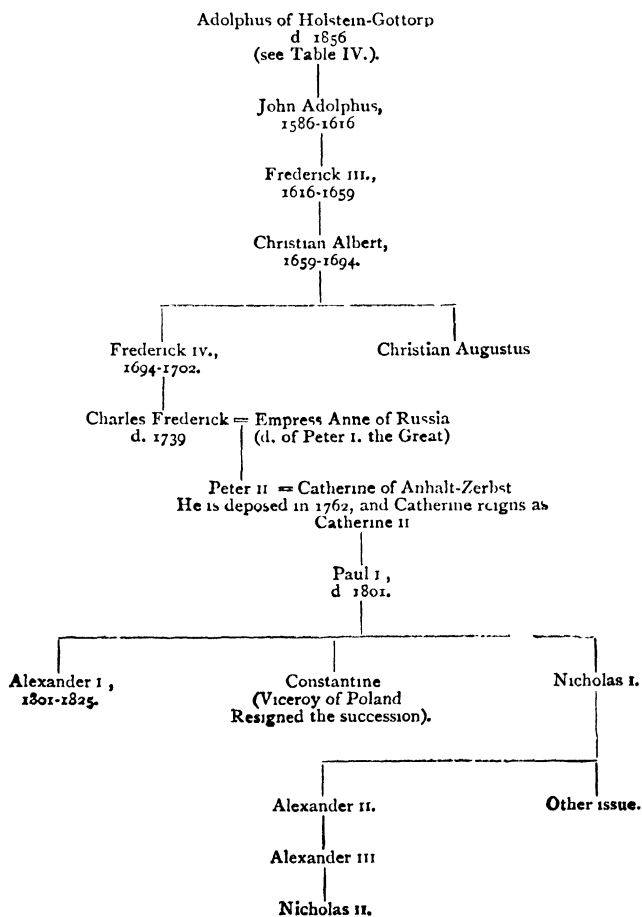 Adolphus of Holstein-Gottorp
d 1856
(see Table IV.).
John Adolphus,
1586-1616
Frederick III.,
1616-1659
Christian Albert,
1659-1694.
Frederick IV.,
1694-1702.
Christian Augustus
Charles Frederick = Empress Anne of Russia
d. 1739 (d. of Peter I. the Great)
Peter II = Catherine of Anhalt-Zerbst
He is deposed in 1762, and Catherine reigns as
Catherine II
Paul I,
d 1801.
Alexander I,
1801-1825.
Constantine
(Viceroy of Poland
Resigned the succession).
Nicholas I.
Alexander II.
Other issue.
Alexander III
Nicholas II.